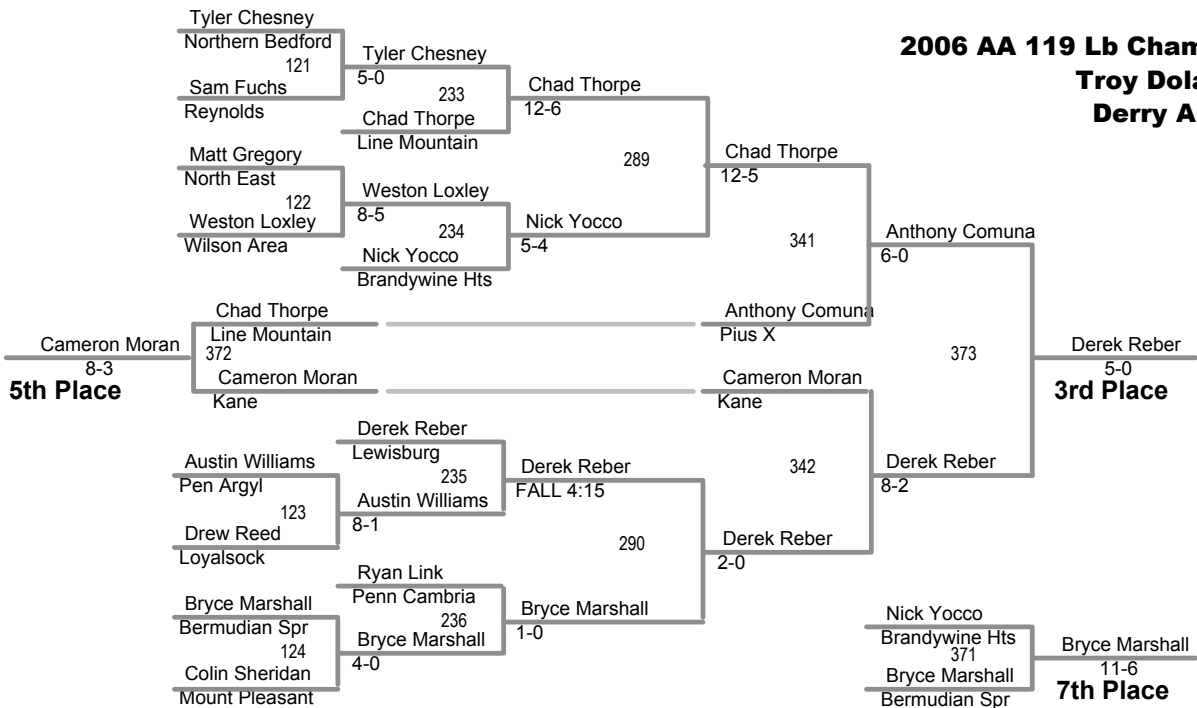 2006 AA 119 Lb Cham
Troy Dola
Derry A
Tyler Chesney
Northern Bedford
121
Sam Fuchs
Reynolds
Tyler Chesney
5-0
233
Chad Thorpe
Line Mountain
Chad Thorpe
12-6
Matt Gregory
North East
122
Weston Loxley
Wilson Area
Weston Loxley
8-5
234
Nick Yocco
Brandywine Hts
Nick Yocco
5-4
289
Chad Thorpe
12-5
341
Anthony Comuna
Pius X
Anthony Comuna
6-0
Chad Thorpe
Line Mountain
372
Cameron Moran
Kane
Cameron Moran
8-3
5th Place
Cameron Moran
Kane
373
Derek Reber
5-0
3rd Place
Derek Reber
Lewisburg
235
Austin Williams
Pen Argyl
123
Drew Reed
Loyalsock
Austin Williams
8-1
Derek Reber
FALL 4:15
342
Derek Reber
8-2
290
Derek Reber
2-0
Ryan Link
Penn Cambria
236
Bryce Marshall
Bermudian Spr
124
Colin Sheridan
Mount Pleasant
Bryce Marshall
4-0
Bryce Marshall
1-0
Nick Yocco
Brandywine Hts
371
Bryce Marshall
Bermudian Spr
Bryce Marshall
11-6
7th Place